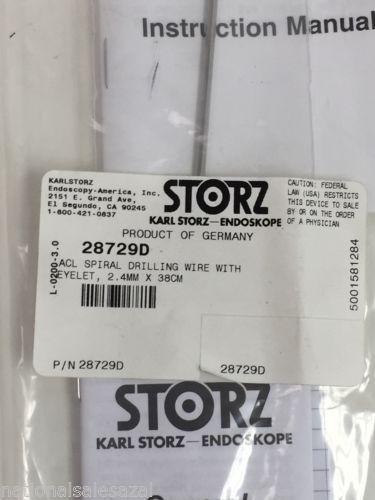 Instruction Manual
KARLSTORZ
Endoscopy-America, Inc.
2151 E. Grand Ave,
El Segundo, CA 90245
1-800-421-0837
STORZ
KARL STORZ—ENDOSKOPE
CAUTION: FEDERAL
LAW (USA) RESTRICTS
THIS DEVICE TO SALE
BY OR ON THE ORDER
OF A PHYSICIAN
PRODUCT OF GERMANY
28729D
ACL SPIRAL DRILLING WIRE WITH
EYELET, 2.4MM X 38CM
L-0200-3.0
5001581284
P/N 28729D
28729D
STORZ
KARL STORZ—ENDOSKOPE
nationalsalesazal